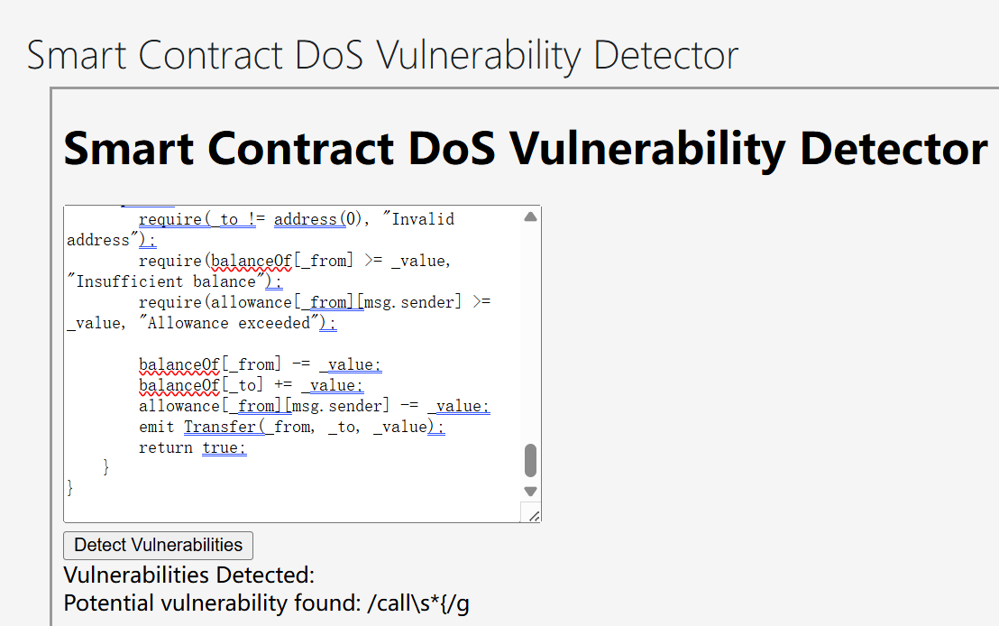 Smart Contract DoS Vulnerability Detector
Smart Contract DoS Vulnerability Detector
require(_to != address(0), "Invalid
address");
require(balanceOf[_from] >= _value,
"Insufficient balance");
require(allowance[_from][msg.sender] >=
_value, "Allowance exceeded");
balanceOf[_from] -= _value;
balanceOf[_to] += _value;
allowance[_from][msg.sender] -= _value;
emit Transfer(_from, _to, _value);
return true;
}
}
Detect Vulnerabilities
Vulnerabilities Detected:
Potential vulnerability found: /call\s*{/g